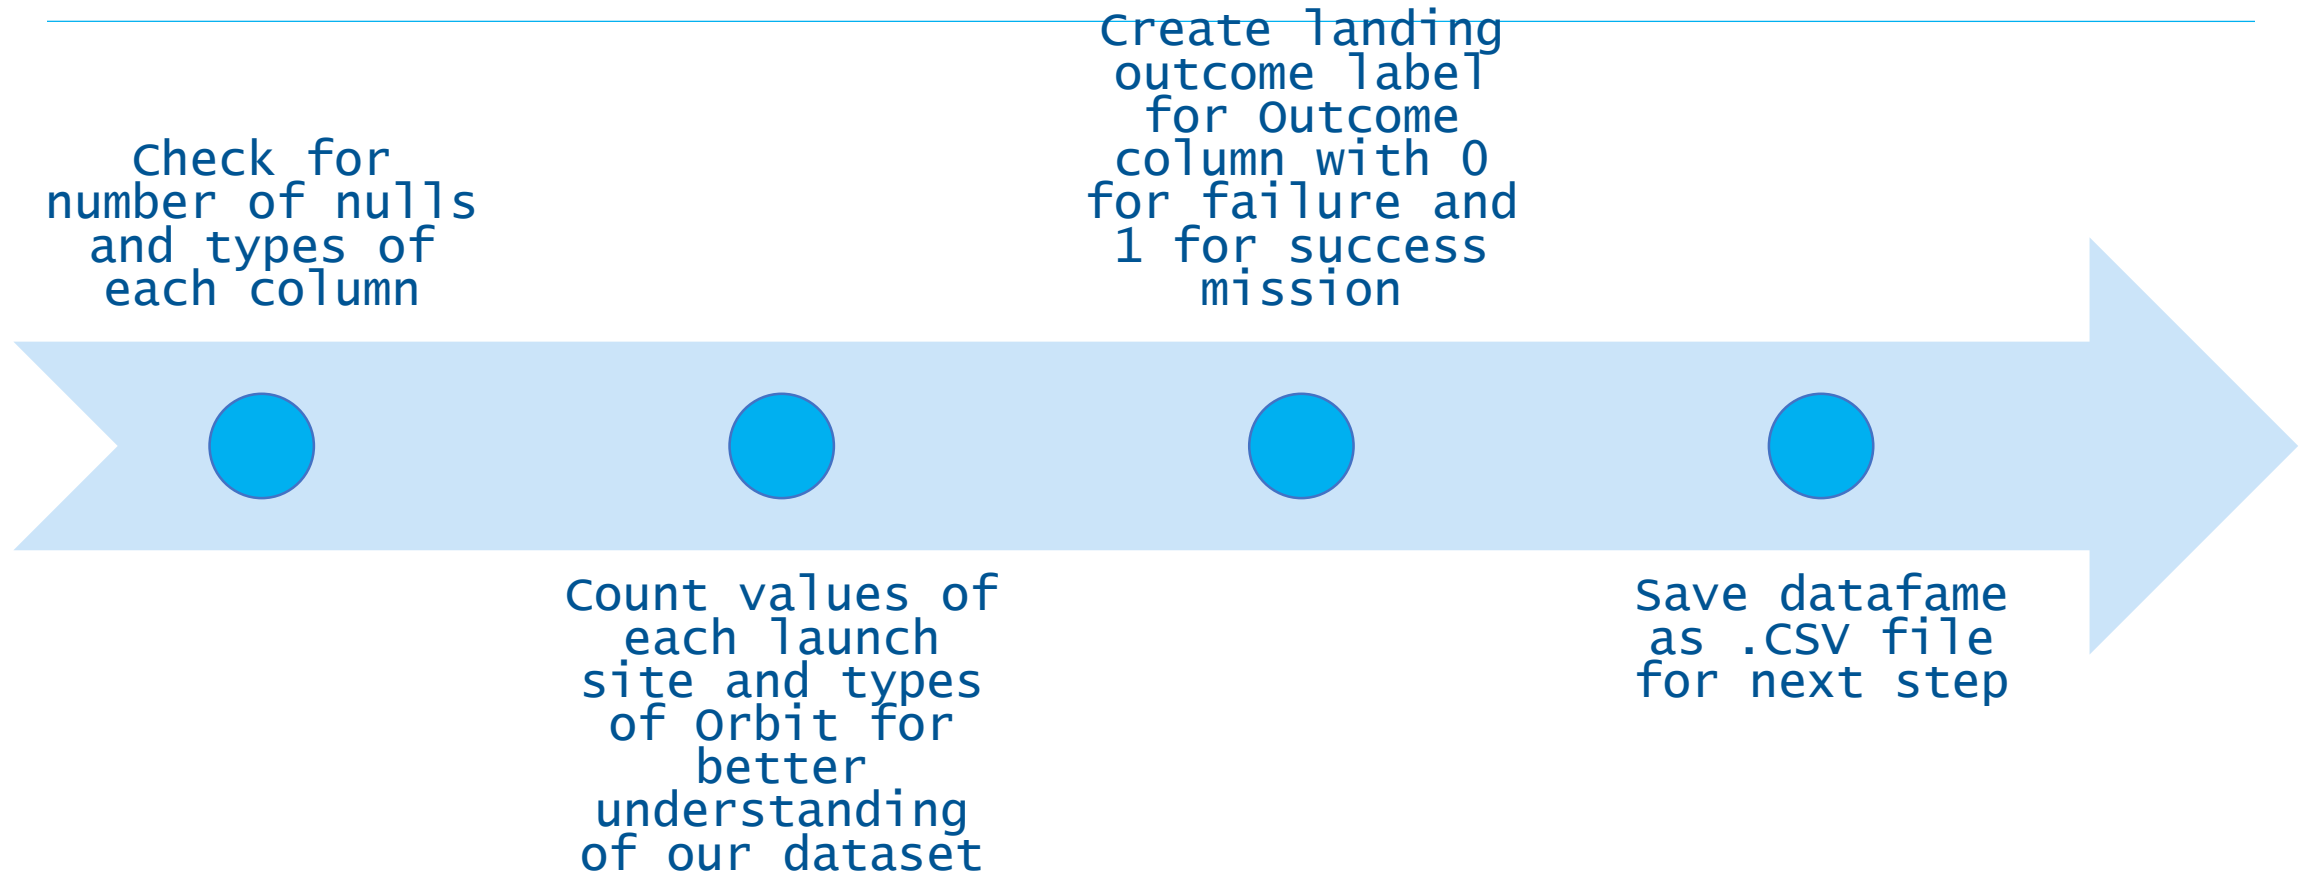 Check for
number of nulls
and types of
each column
Count values of
each launch
site and types
of Orbit for
better
understanding
of our dataset
Create landing
outcome label
for Outcome
column with 0
for failure and
1 for success
mission
Save datafame
as .CSV file
for next step